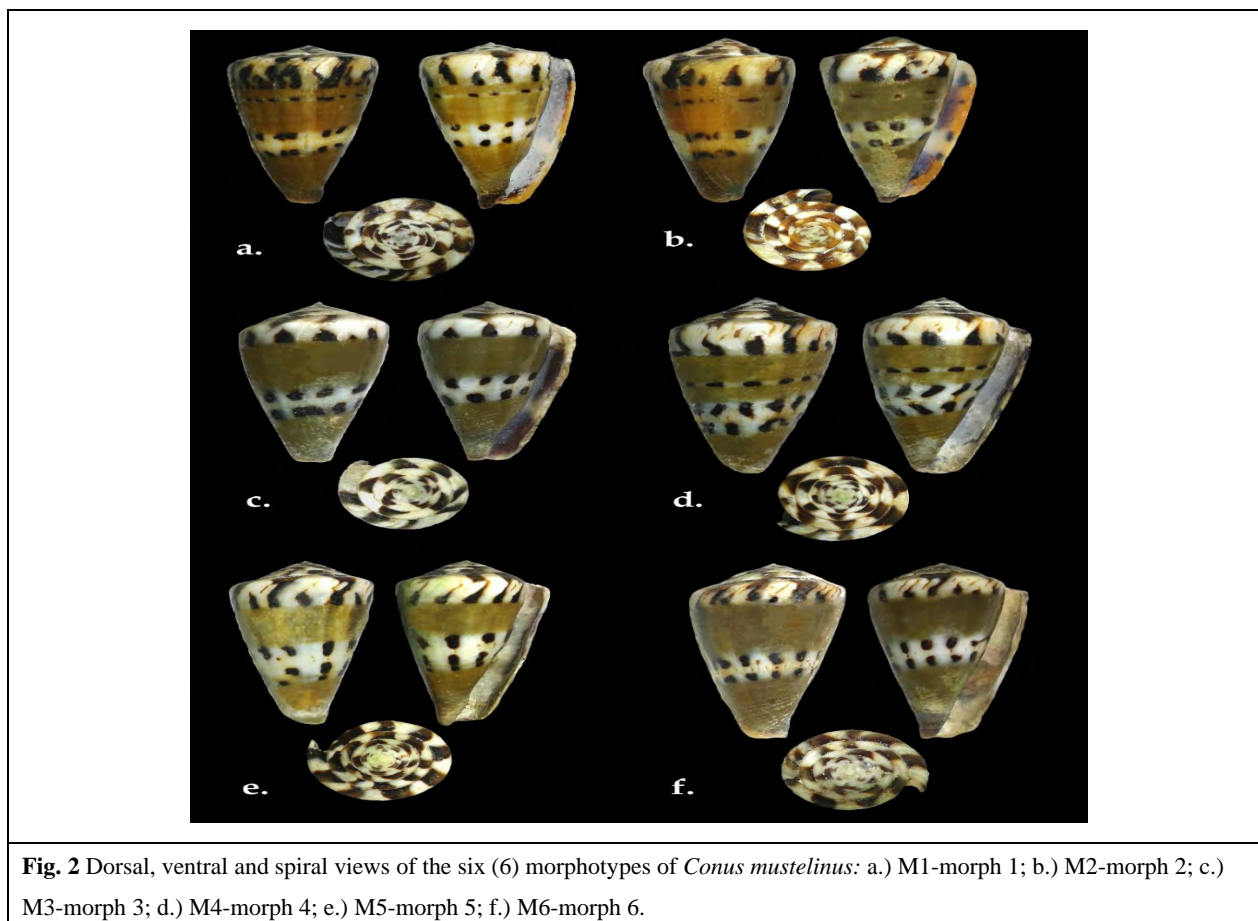 a.
b.
c.
d.
e.
f.
Fig. 2 Dorsal, ventral and spiral views of the six (6) morphotypes of Conus mustelinus: a.) M1-morph 1; b.) M2-morph 2; c.)
M3-morph 3; d.) M4-morph 4; e.) M5-morph 5; f.) M6-morph 6.